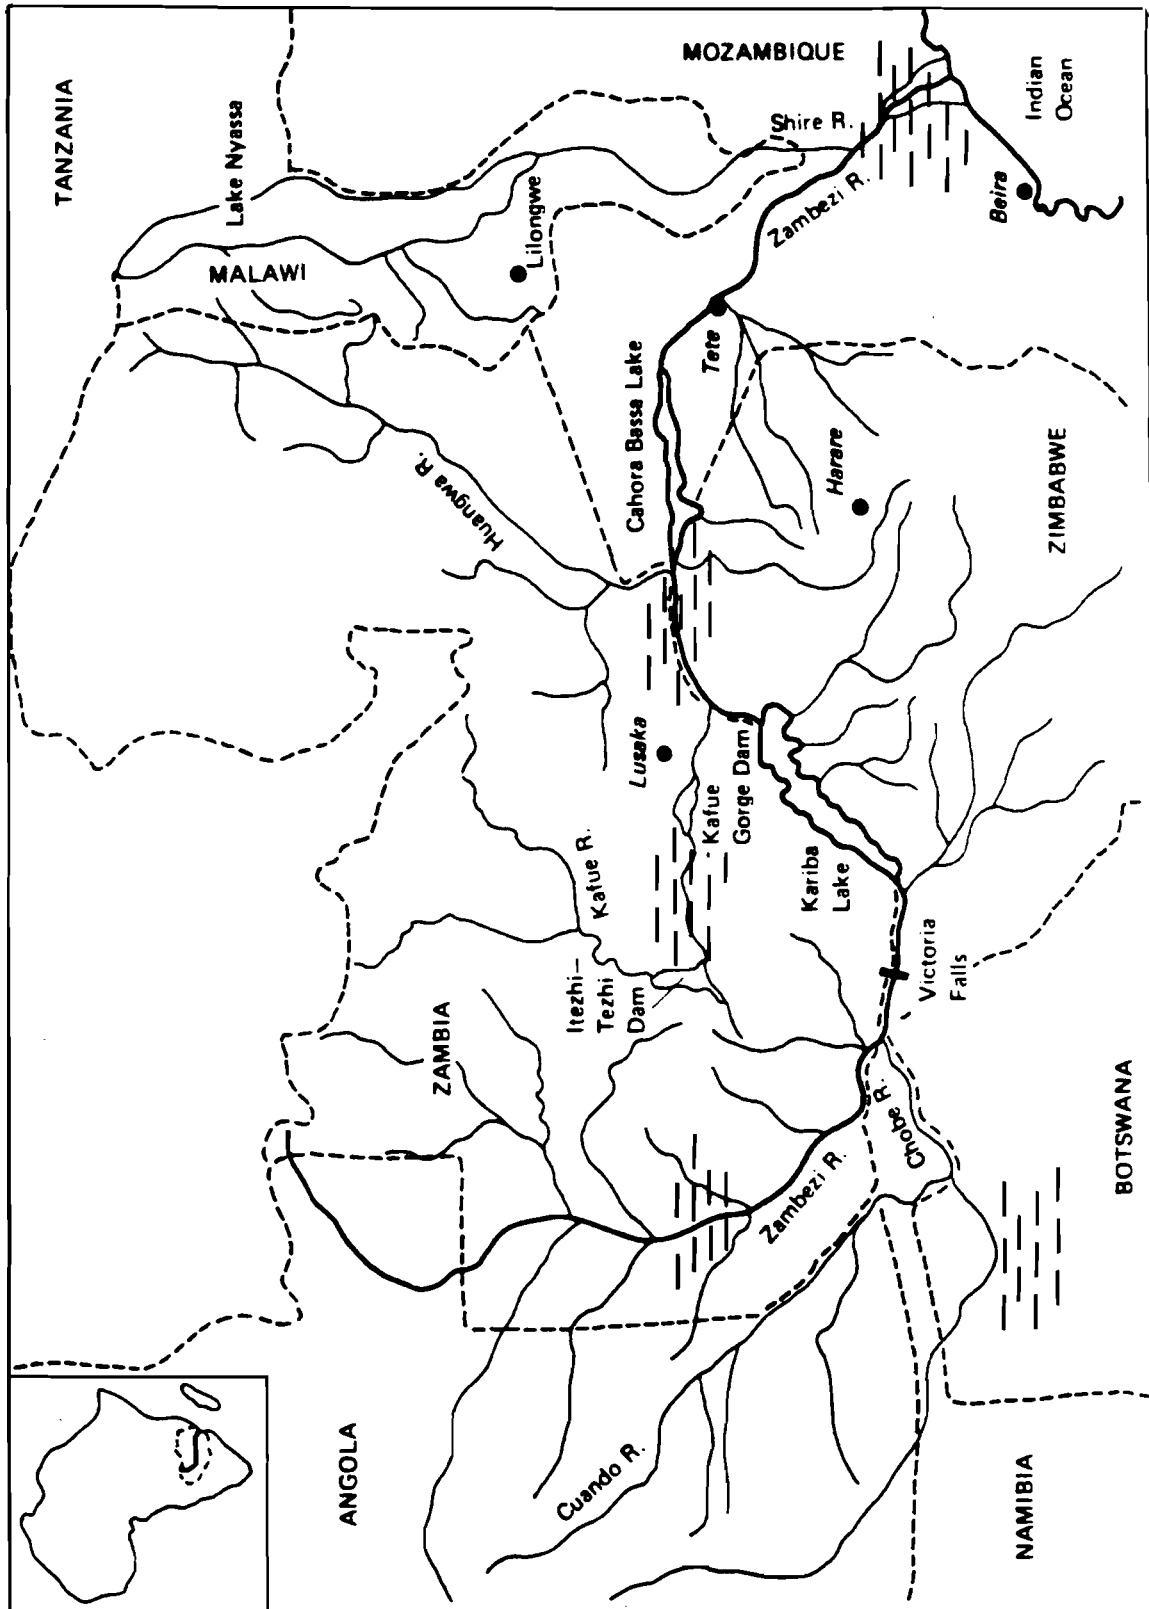 TANZANIA
Lake Nyassa
MALAWI
Lilongwe
MOZAMBIQUE
Shire R.
Zambezi R.
Indian
Ocean
Beira
Tete
Cahora Bassa Lake
Huangwa R.
Harare
ZIMBABWE
Lusaka
Kafue
Gorge Dam
Kariba
Lake
Kafue R.
Itezhi-
Tezhi
Dam
ZAMBIA
Victoria
Falls
Chobe R.
Zambezi R.
BOTSWANA
ANGOLA
Cuando R.
NAMIBIA